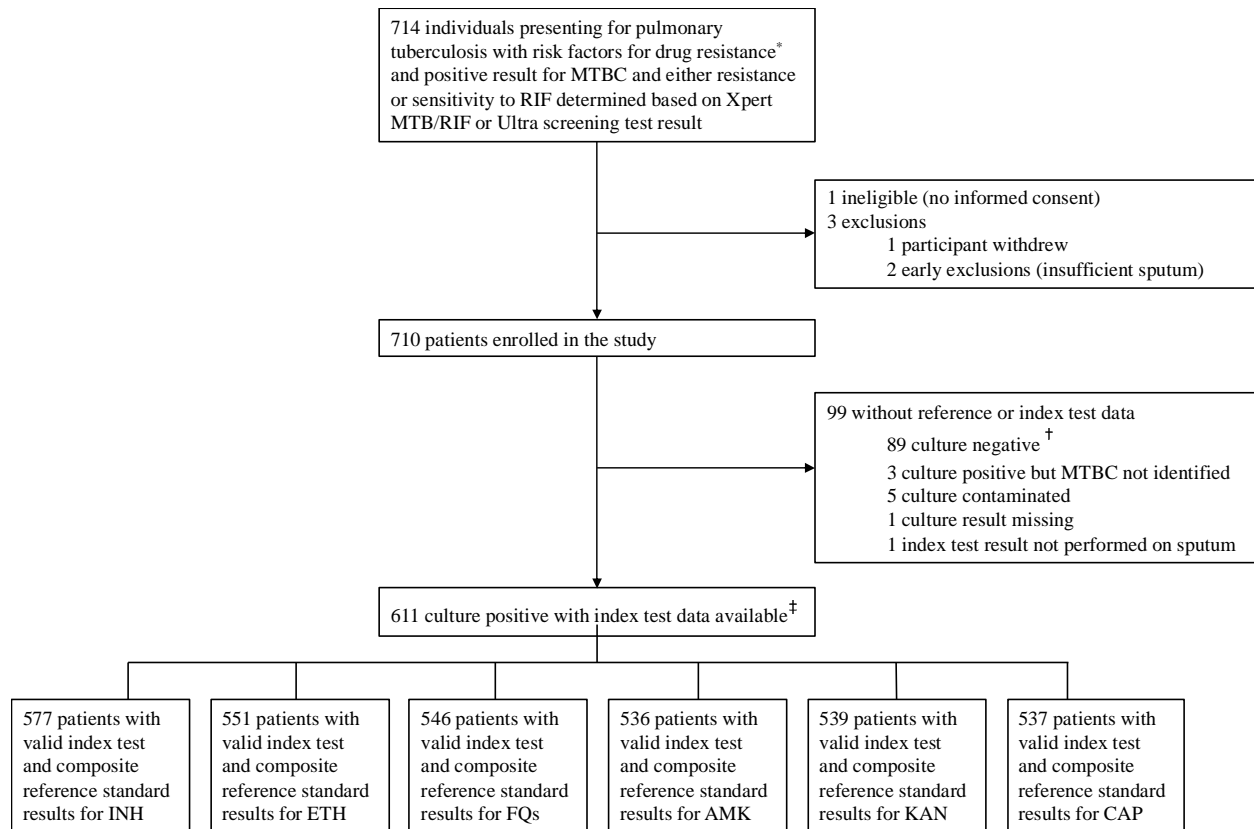 714 individuals presenting for pulmonary
tuberculosis with risk factors for drug resistance*
and positive result for MTBC and either resistance
or sensitivity to RIF determined based on Xpert
MTB/RIF or Ultra screening test result
1 ineligible (no informed consent)
3 exclusions
1 participant withdrew
2 early exclusions (insufficient sputum)
710 patients enrolled in the study
99 without reference or index test data
89 culture negative †
3 culture positive but MTBC not identified
5 culture contaminated
1 culture result missing
1 index test result not performed on sputum
611 culture positive with index test data available‡
577 patients with
valid index test
and composite
reference standard
results for INH
551 patients with
valid index test
and composite
reference standard
results for ETH
546 patients with
valid index test
and composite
reference standard
results for FQs
536 patients with
valid index test
and composite
reference standard
results for AMK
539 patients with
valid index test
and composite
reference standard
results for KAN
537 patients with
valid index test
and composite
reference standard
results for CAP